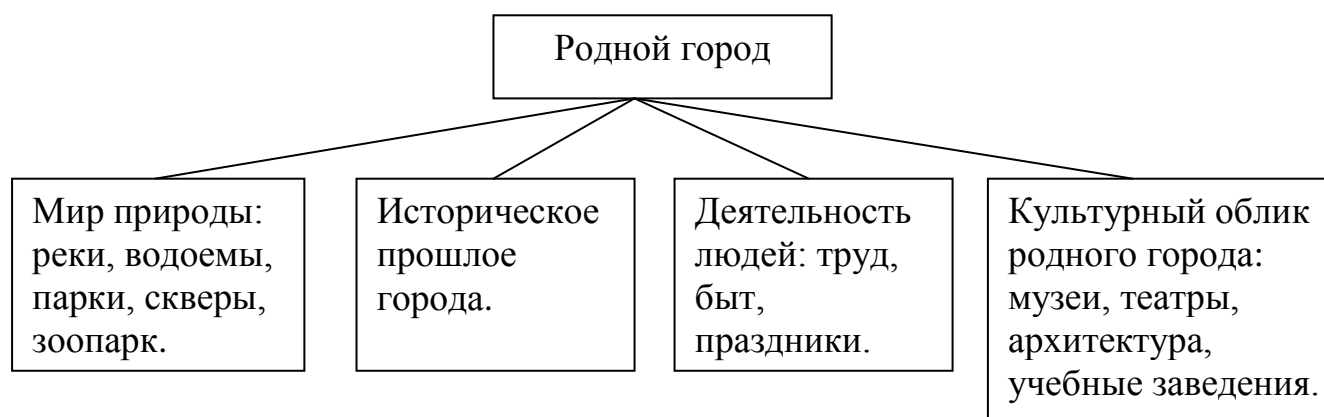 Родной город
Мир природы:
реки, водоемы,
парки, скверы,
зоопарк.
Историческое
прошлое
города.
Деятельность
людей: труд,
быт,
праздники.
Культурный облик
родного города:
музеи, театры,
архитектура,
учебные заведения.